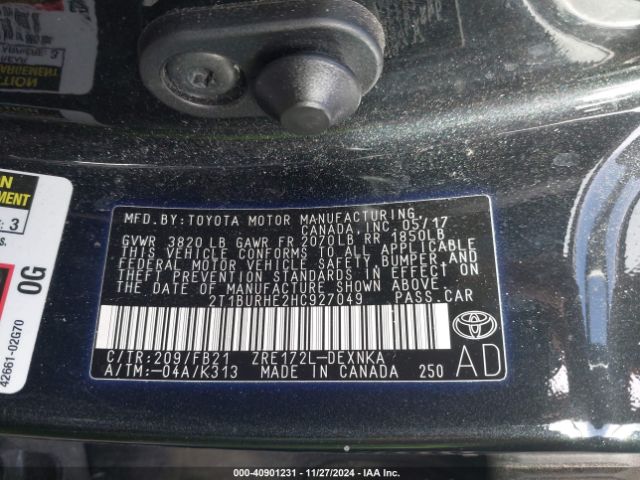 MFD.BY:TOYOTA MOTOR MANUFACTURING
CANADA, INC. 05/17
GVWR 3820 LB GAWR FR 2070LB RR 1850LB
THIS VEHICLE CONFORMS TO ALL APPLICABLE
FEDERAL MOTOR VEHICLE SAFETY, BUMPER, AND
THEFT PREVENTION STANDARDS IN EFFECT ON
THE DATE OF MANUFACTURE SHOWN ABOVE.
2T1BURHE2HC927049 PASS.CAR
C/TR:209/FB21 ZRE172L-DEXNKA
A/TM:-04A/K313 MADE IN CANADA 250
AD
3
0G
42661-02G70
000-40901231 - 11/27/2024 - IAA Inc.